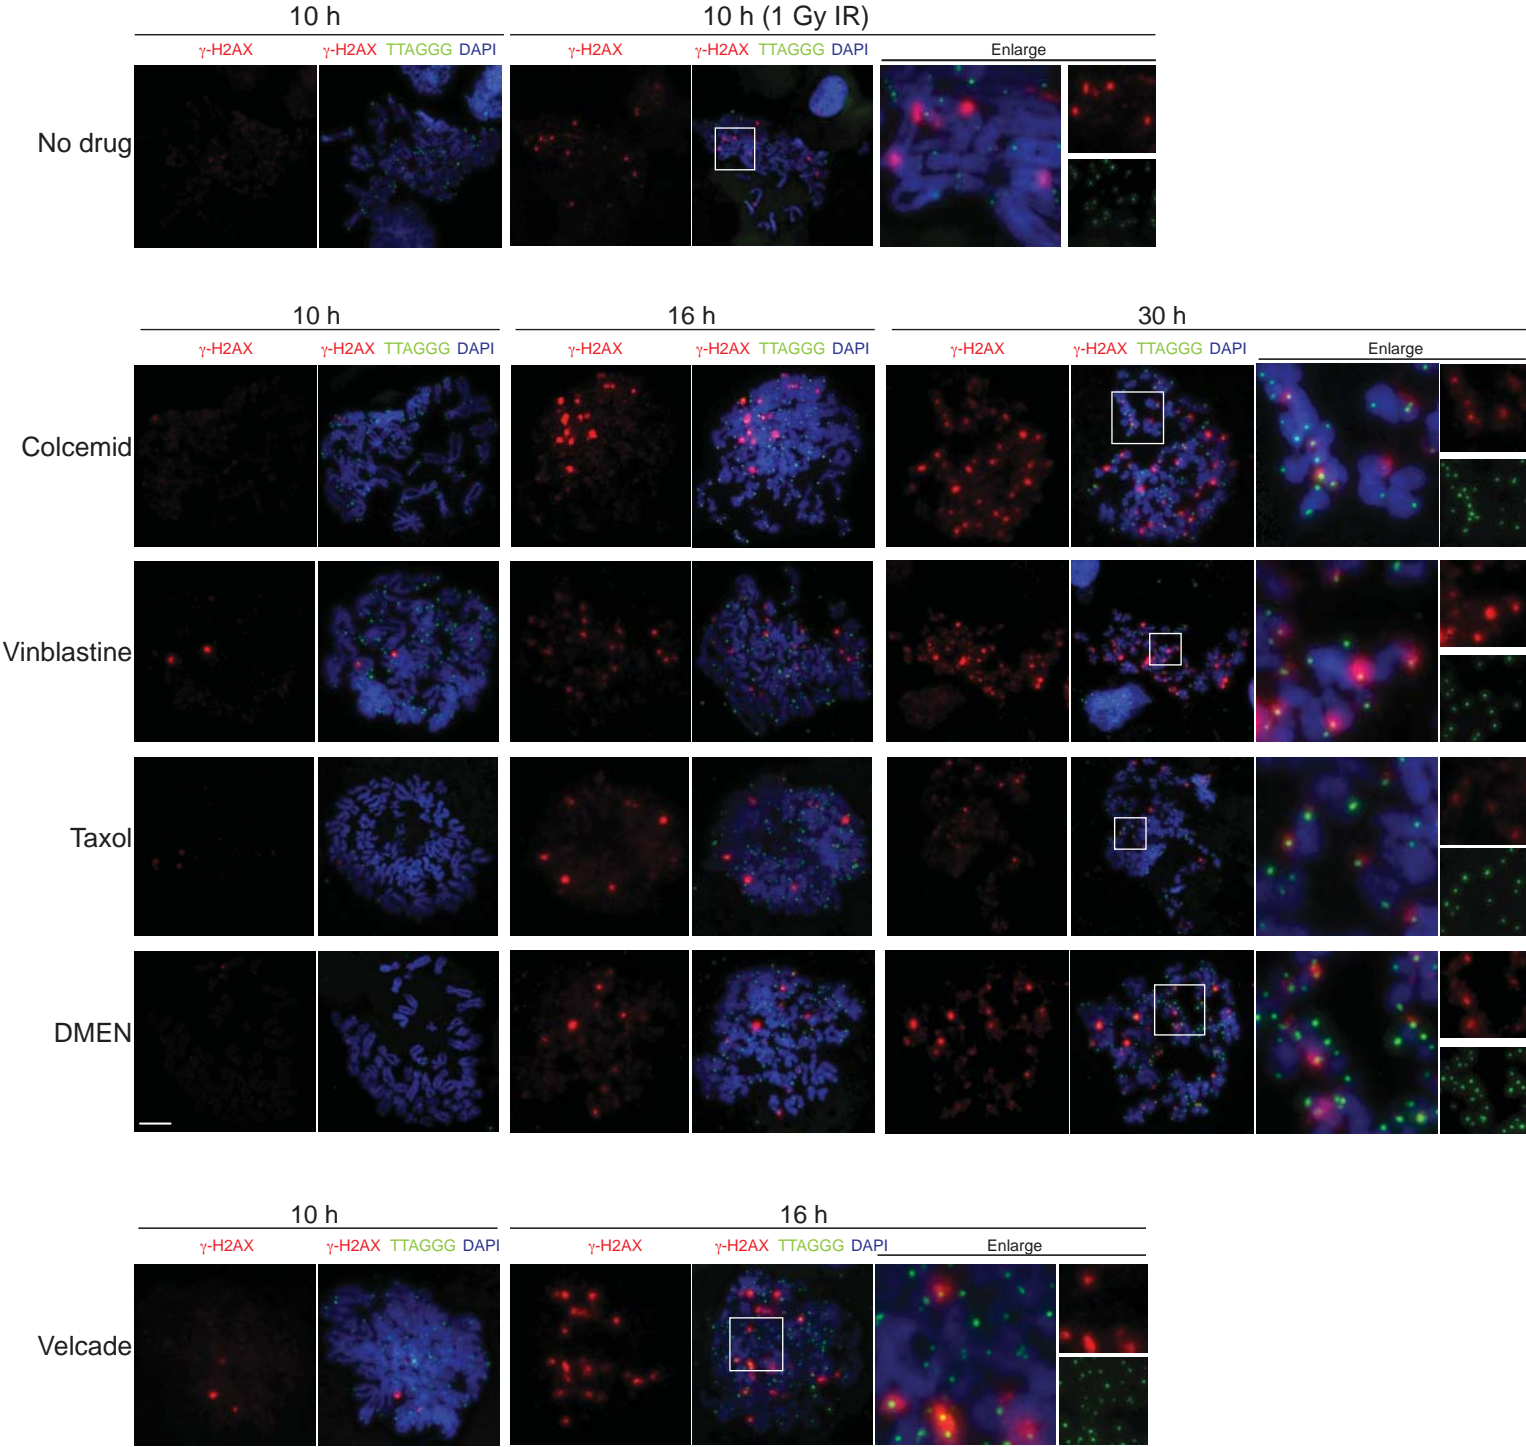 10 h 10 h (1 Gy IR)
γ-H2AX γ-H2AX TTAGGG DAPI γ-H2AX γ-H2AX TTAGGG DAPI Enlarge
No drug
10 h 16 h 30 h
γ-H2AX γ-H2AX TTAGGG DAPI γ-H2AX γ-H2AX TTAGGG DAPI γ-H2AX γ-H2AX TTAGGG DAPI Enlarge
Colcemid
Vinblastine
Taxol
DMEN
10 h 16 h
γ-H2AX γ-H2AX TTAGGG DAPI γ-H2AX γ-H2AX TTAGGG DAPI Enlarge
Velcade